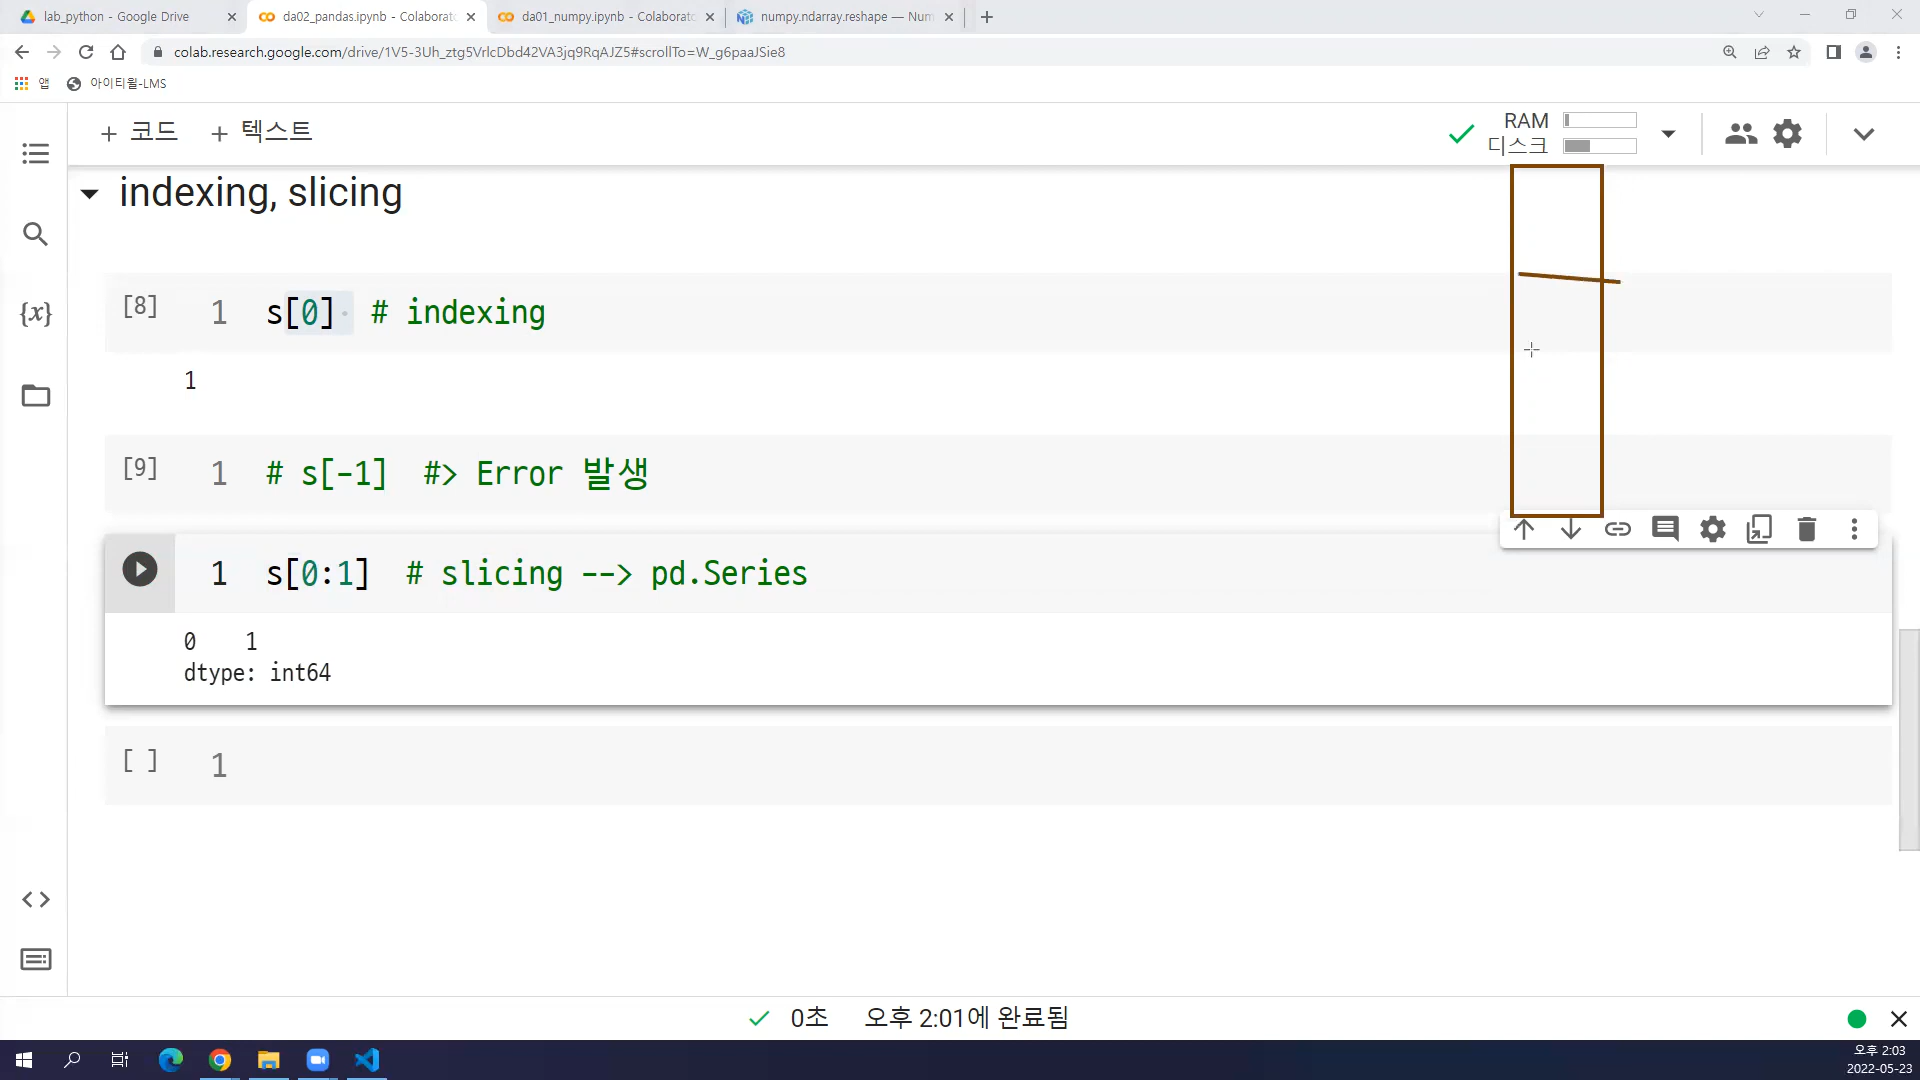 lab_python - Google Drive
da02_pandas.ipynb - Colaborato
da01_numpy.ipynb - Colaborato
numpy.ndarray.reshape — Num
colab.research.google.com/drive/1V5-3Uh_ztg5VrlcDbd42VA3jq9RqAJZ5#scrollTo=W_g6paaJSie8
앱
아이티윌-LMS
+ 코드
+ 텍스트
RAM
디스크
indexing, slicing
[8] 1 s[0] # indexing
1
[9] 1 # s[-1] #> Error 발생
1 s[0:1] # slicing --> pd.Series
0 1
dtype: int64
[ ] 1
0초 오후 2:01에 완료됨
오후 2:03
2022-05-23